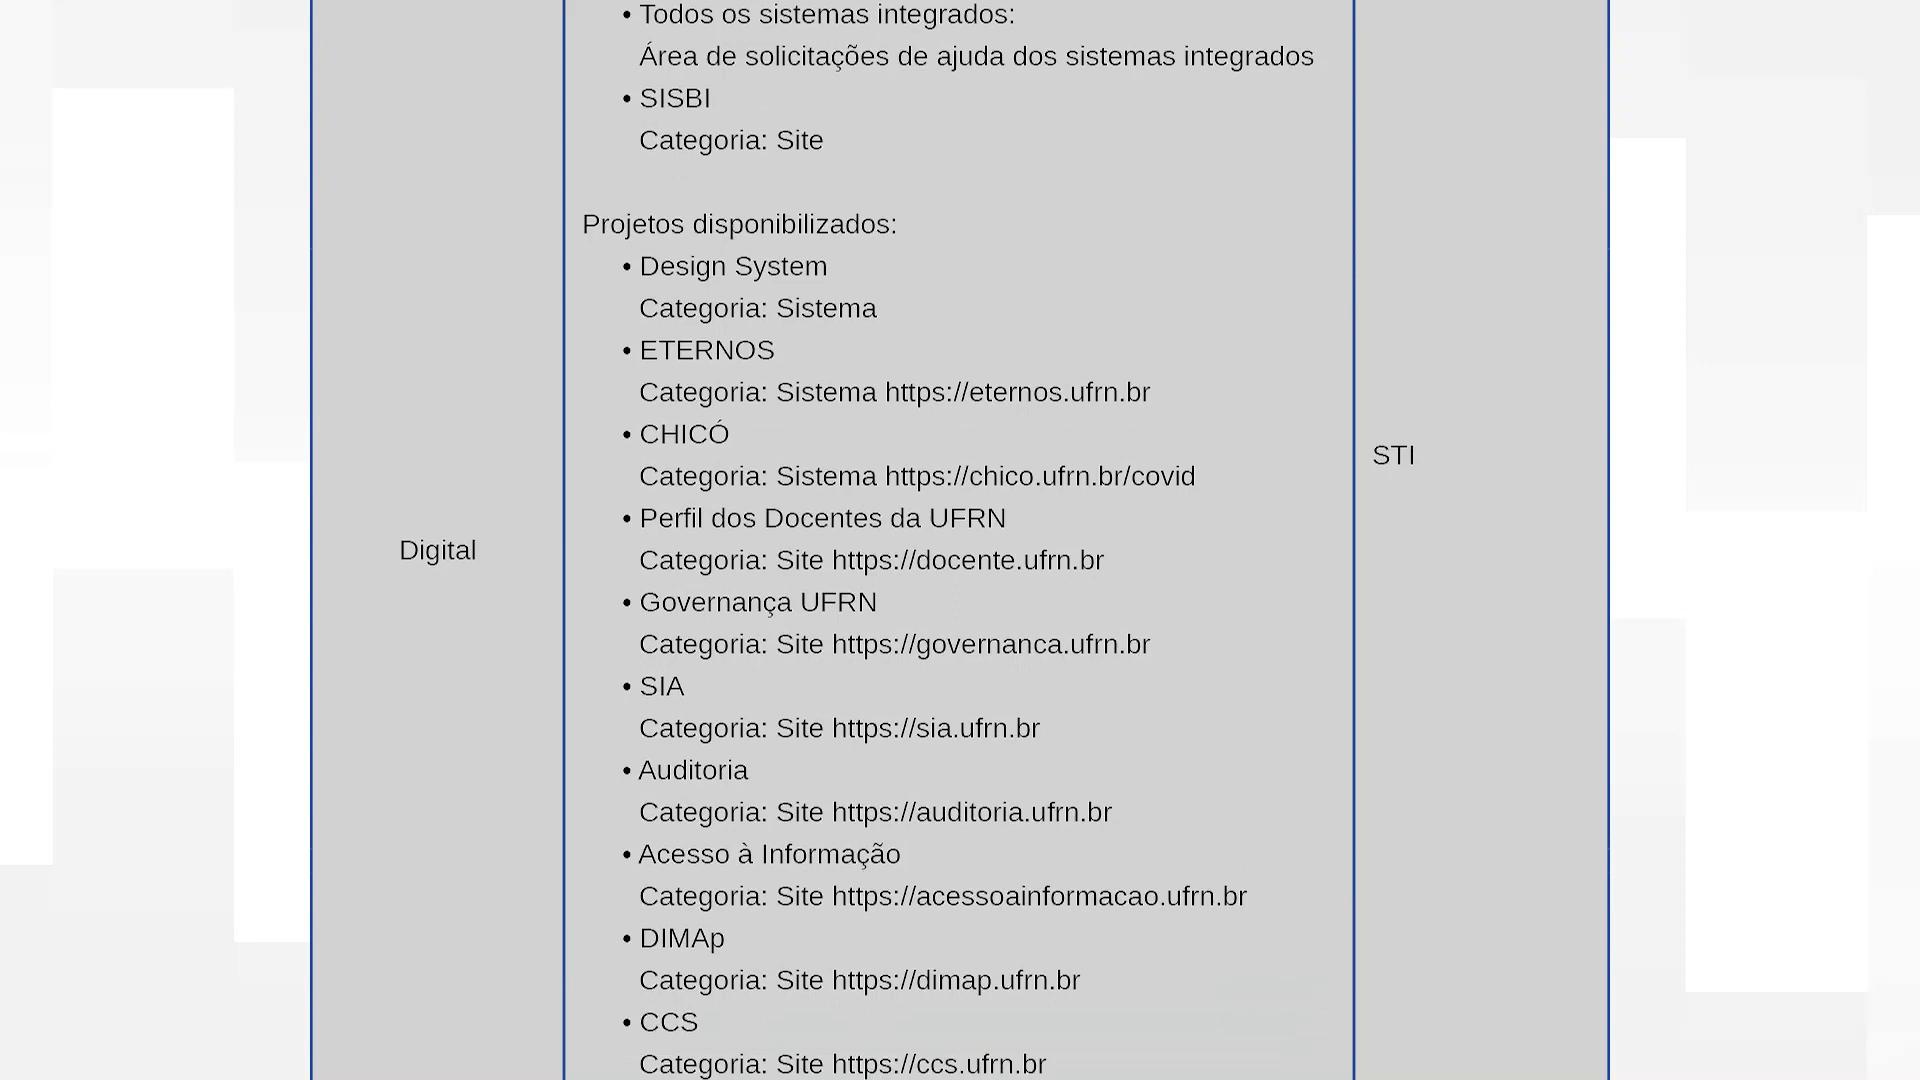 • Todos os sistemas integrados:
Área de solicitações de ajuda dos sistemas integrados
• SISBI
Categoria: Site
Projetos disponibilizados:
• Design System
Categoria: Sistema
• ETERNOS
Categoria: Sistema https://eternos.ufrn.br
• CHICÓ
Categoria: Sistema https://chico.ufrn.br/covid
• Perfil dos Docentes da UFRN
Categoria: Site https://docente.ufrn.br
• Governança UFRN
Categoria: Site https://governanca.ufrn.br
• SIA
Categoria: Site https://sia.ufrn.br
• Auditoria
Categoria: Site https://auditoria.ufrn.br
• Acesso à Informação
Categoria: Site https://acessoainformacao.ufrn.br
• DIMAp
Categoria: Site https://dimap.ufrn.br
• CCS
Categoria: Site https://ccs.ufrn.br
Digital
STI